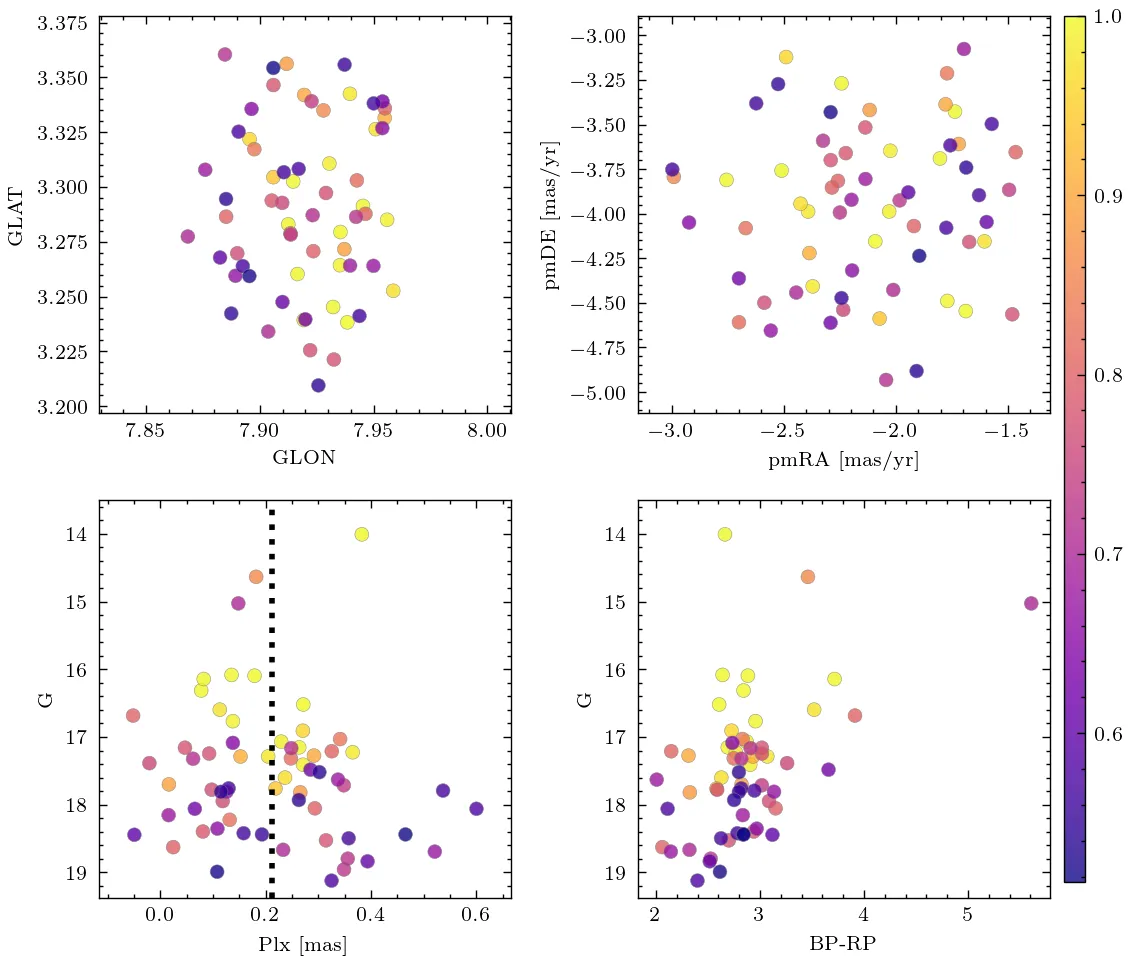 3.375
3.350
3.325
3.300
3.275
3.250
3.225
3.200
GLAT
7.85 7.90 7.95 8.00
GLON
−3.00
−3.25
−3.50
−3.75
−4.00
−4.25
−4.50
−4.75
−5.00
pmDE [mas/yr]
−3.0 −2.5 −2.0 −1.5
pmRA [mas/yr]
1.0
0.9
0.8
0.7
0.6
14
15
16
17
18
19
G
0.0 0.2 0.4 0.6
Plx [mas]
14
15
16
17
18
19
G
2 3 4 5
BP-RP